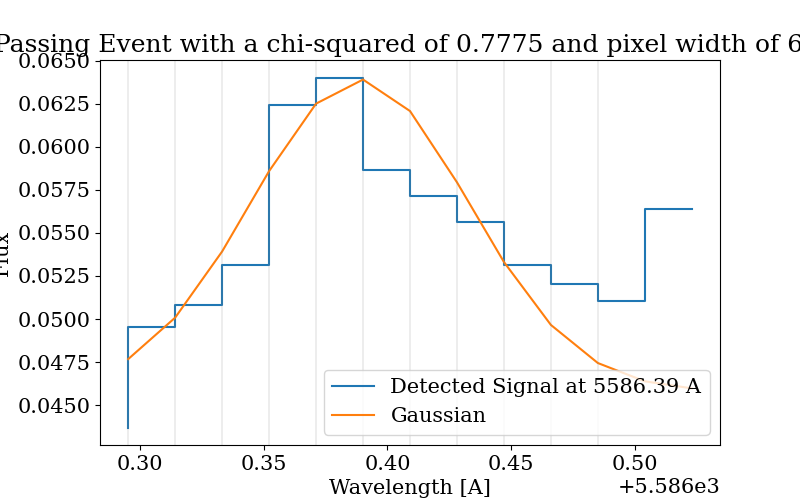 Passing Event with a chi-squared of 0.7775 and pixel width of 6
0.0650
0.0625
0.0600
0.0575
0.0550
0.0525
0.0500
0.0475
0.0450
Flux
Detected Signal at 5586.39 A
Gaussian
0.30 0.35 0.40 0.45 0.50
+5.586e3
Wavelength [A]